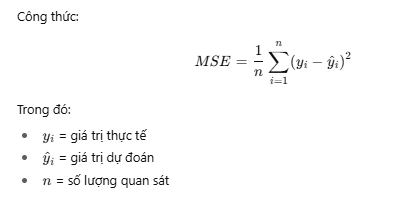 Công thức:
MSE = \frac{1}{n} \sum_{i=1}^{n} (y_i - \hat{y}_i)^2
Trong đó:
• y_i = giá trị thực tế
• \hat{y}_i = giá trị dự đoán
• n = số lượng quan sát